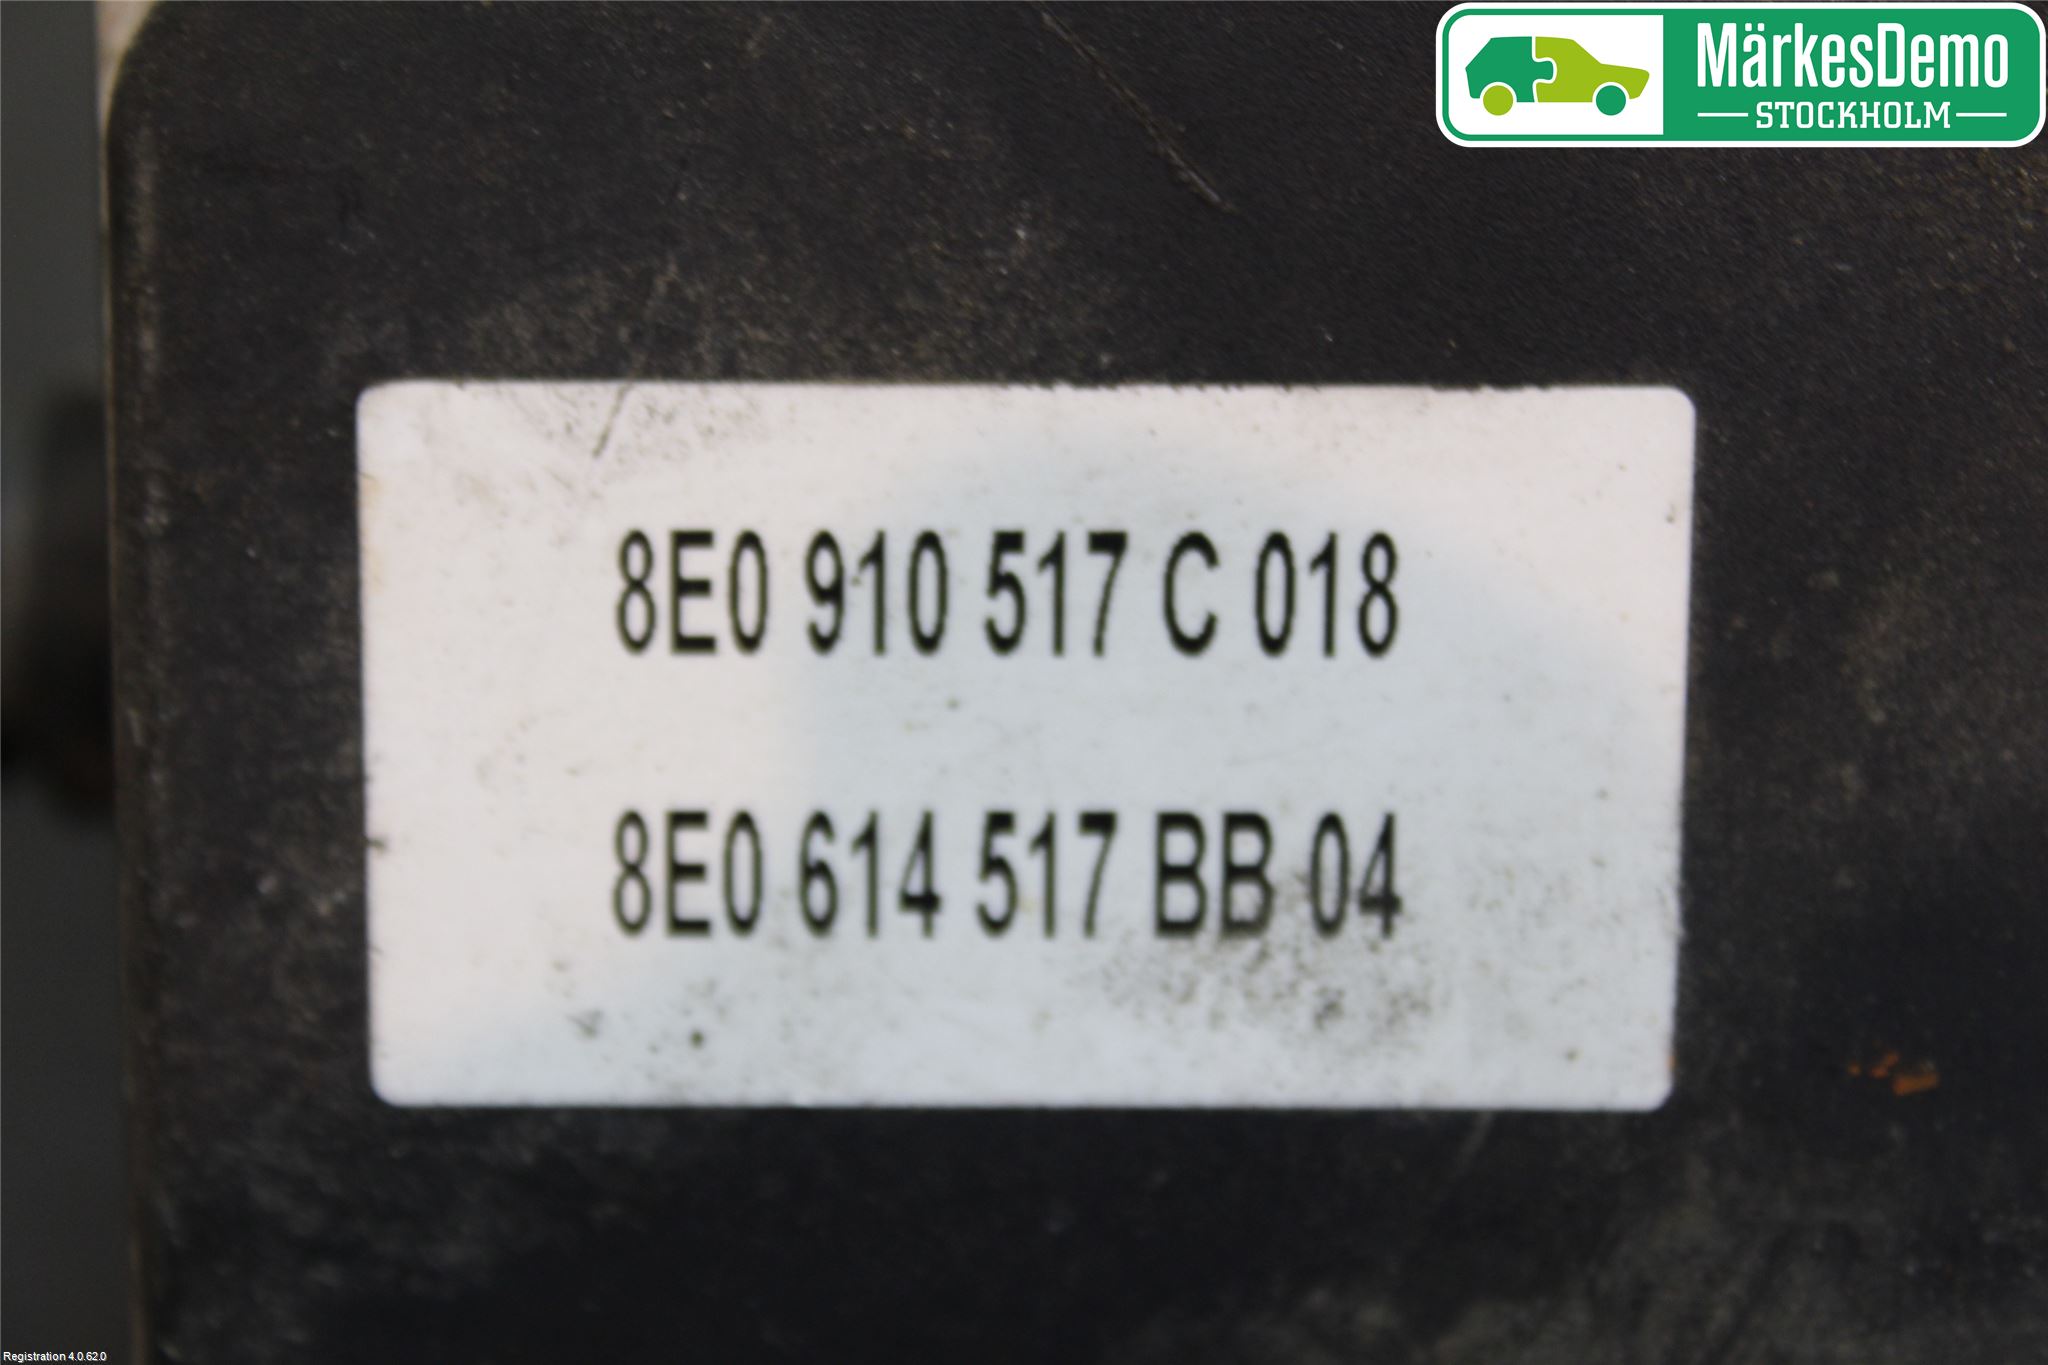 MärkesDemo
STOCKHOLM
8E0 910 517 C 018
8E0 614 517 BB 04
Registration 4.0.62.0